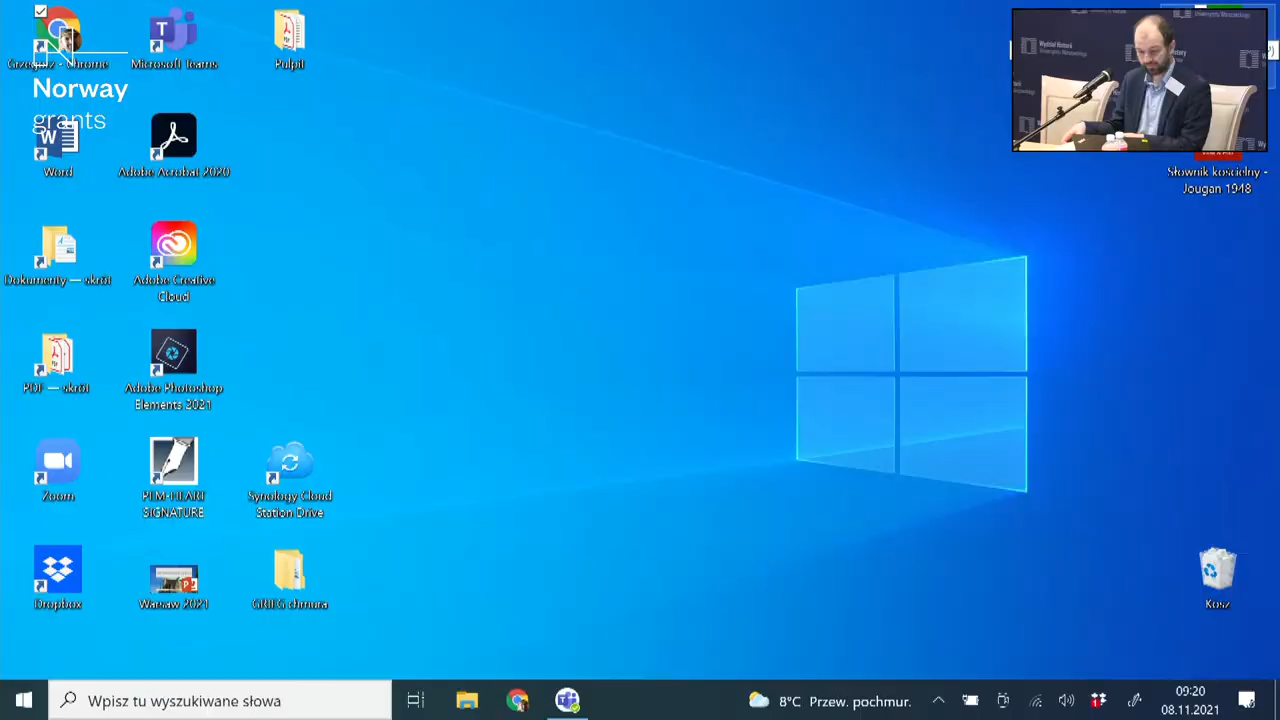 Grzegorz - Chrome
Microsoft Teams
Pulpit
Norway
grants
Word
Adobe Acrobat 2020
Słownik kościelny -
Jougan 1948
Dokumenty — skrót
Adobe Creative
Cloud
PDF — skrót
Adobe Photoshop
Elements 2021
Zoom
PEM-HEART
SIGNATURE
Synology Cloud
Station Drive
Dropbox
Warsaw 2021
GRIEG chmura
Kosz
Wpisz tu wyszukiwane słowa
8°C Przew. pochmur.
09:20
08.11.2021